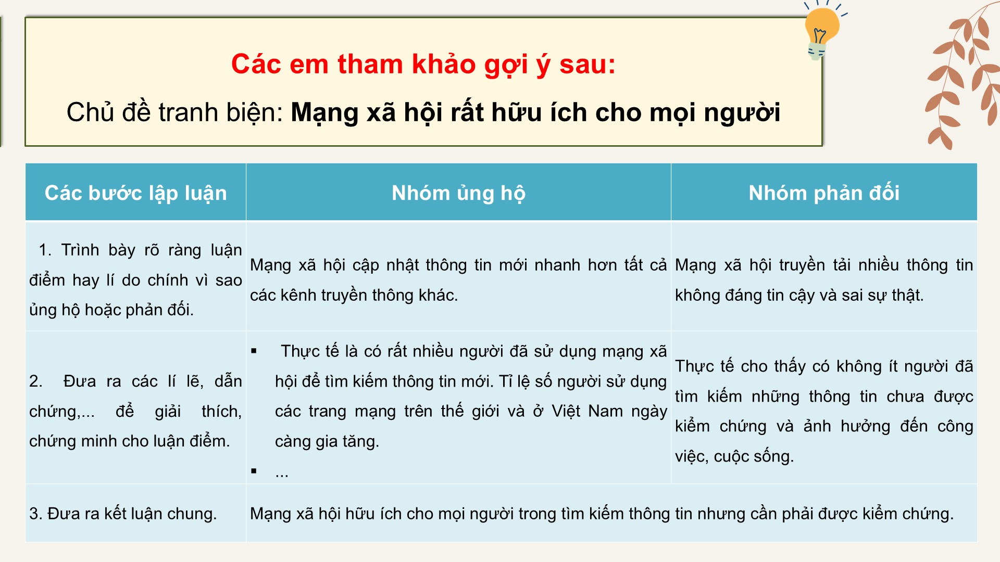 Các em tham khảo gợi ý sau:
Chủ đề tranh biện: Mạng xã hội rất hữu ích cho mọi người
Các bước lập luận
Nhóm ủng hộ
Nhóm phản đối
1. Trình bày rõ ràng luận
điểm hay lí do chính vì sao
ủng hộ hoặc phản đối.
Mạng xã hội cập nhật thông tin mới nhanh hơn tất cả
các kênh truyền thông khác.
Mạng xã hội truyền tải nhiều thông tin
không đáng tin cậy và sai sự thật.
2. Đưa ra các lí lẽ, dẫn
chứng,... để giải thích,
chứng minh cho luận điểm.
▪ Thực tế là có rất nhiều người đã sử dụng mạng xã
hội để tìm kiếm thông tin mới. Tỉ lệ số người sử dụng
các trang mạng trên thế giới và ở Việt Nam ngày
càng gia tăng.
▪ ...
Thực tế cho thấy có không ít người đã
tìm kiếm những thông tin chưa được
kiểm chứng và ảnh hưởng đến công
việc, cuộc sống.
3. Đưa ra kết luận chung.
Mạng xã hội hữu ích cho mọi người trong tìm kiếm thông tin nhưng cần phải được kiểm chứng.